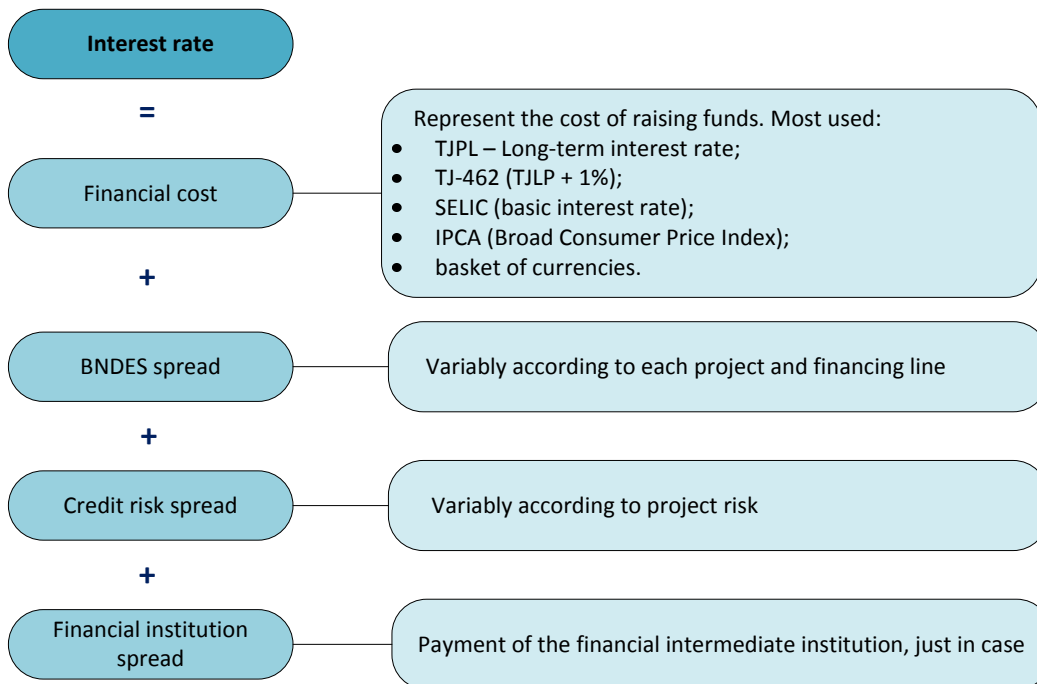 Interest rate
=
Represent the cost of raising funds. Most used:
• TJPL – Long-term interest rate;
• TJ-462 (TJLP + 1%);
• SELIC (basic interest rate);
• IPCA (Broad Consumer Price Index);
• basket of currencies.
Financial cost
+
BNDES spread
Variably according to each project and financing line
+
Credit risk spread
Variably according to project risk
+
Financial institution
spread
Payment of the financial intermediate institution, just in case